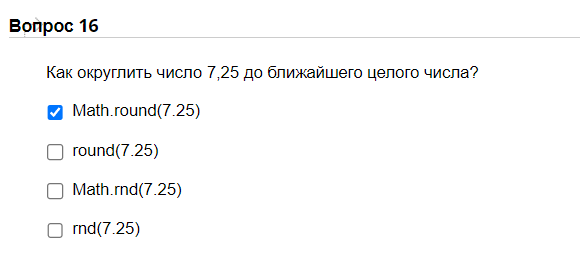 Вопрос 16
Как округлить число 7,25 до ближайшего целого числа?
Math.round(7.25)
round(7.25)
Math.rnd(7.25)
rnd(7.25)